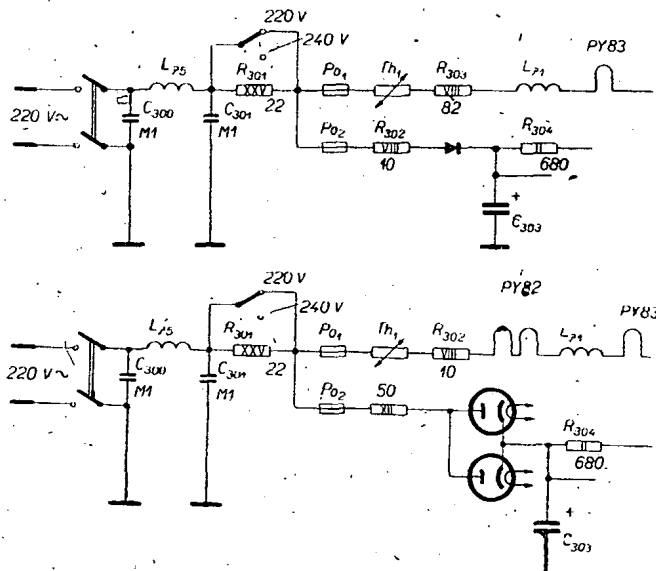 220 V
240 V
PY83
L75
R301
Po1
Th1
R303
L71
XXV
VIII
22
82
220 V~
C300
M1
C301
M1
Po2
R302
R304
VIII
10
680
+
C303
220 V
240 V
PY82
PY83
L75
R301
Po1
Th1
R302
L71
XXV
VIII
22
10
220 V~
C300
M1
C301
M1
Po2
50
XII
R304
680
+
C303